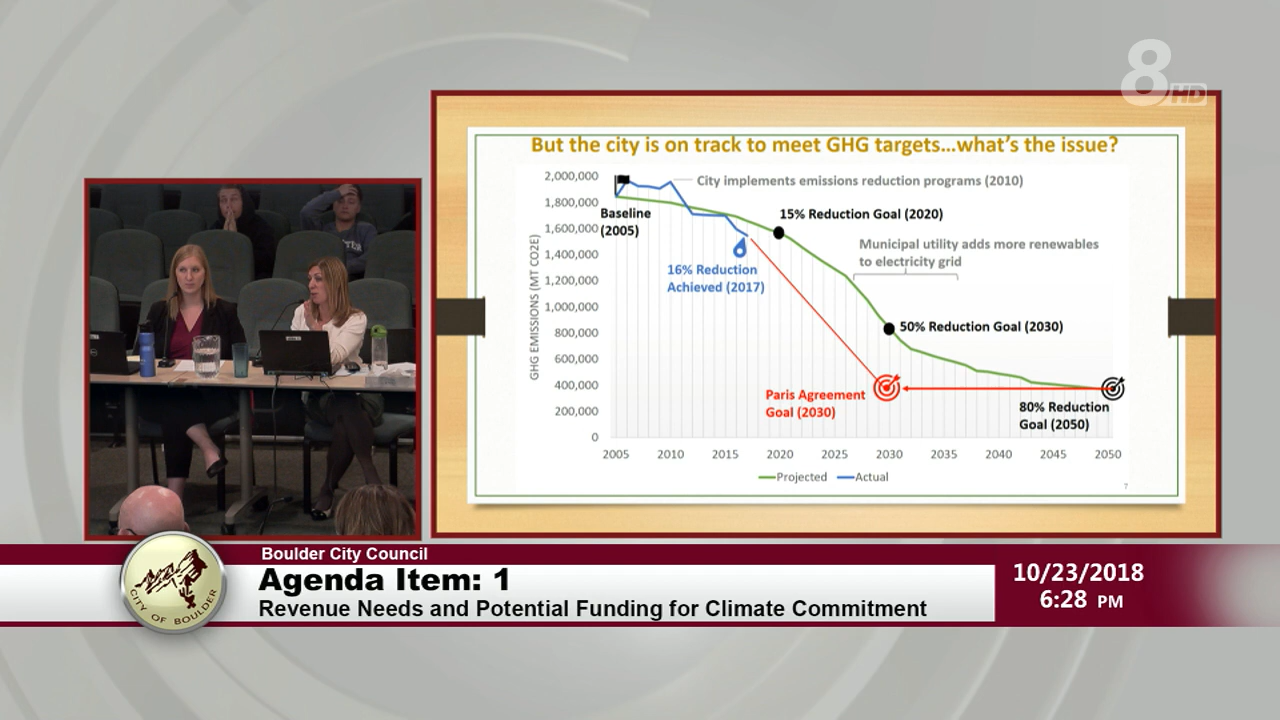 8HD
But the city is on track to meet GHG targets...what's the issue?
GHG EMISSIONS (MT CO2E)
2,000,000
1,800,000
1,600,000
1,400,000
1,200,000
1,000,000
800,000
600,000
400,000
200,000
0
City implements emissions reduction programs (2010)
Baseline
(2005)
15% Reduction Goal (2020)
Municipal utility adds more renewables
to electricity grid
16% Reduction
Achieved (2017)
50% Reduction Goal (2030)
Paris Agreement
Goal (2030)
80% Reduction
Goal (2050)
2005 2010 2015 2020 2025 2030 2035 2040 2045 2050
Projected Actual
7
Boulder City Council
Agenda Item: 1
Revenue Needs and Potential Funding for Climate Commitment
10/23/2018
6:28 PM
CITY OF BOULDER